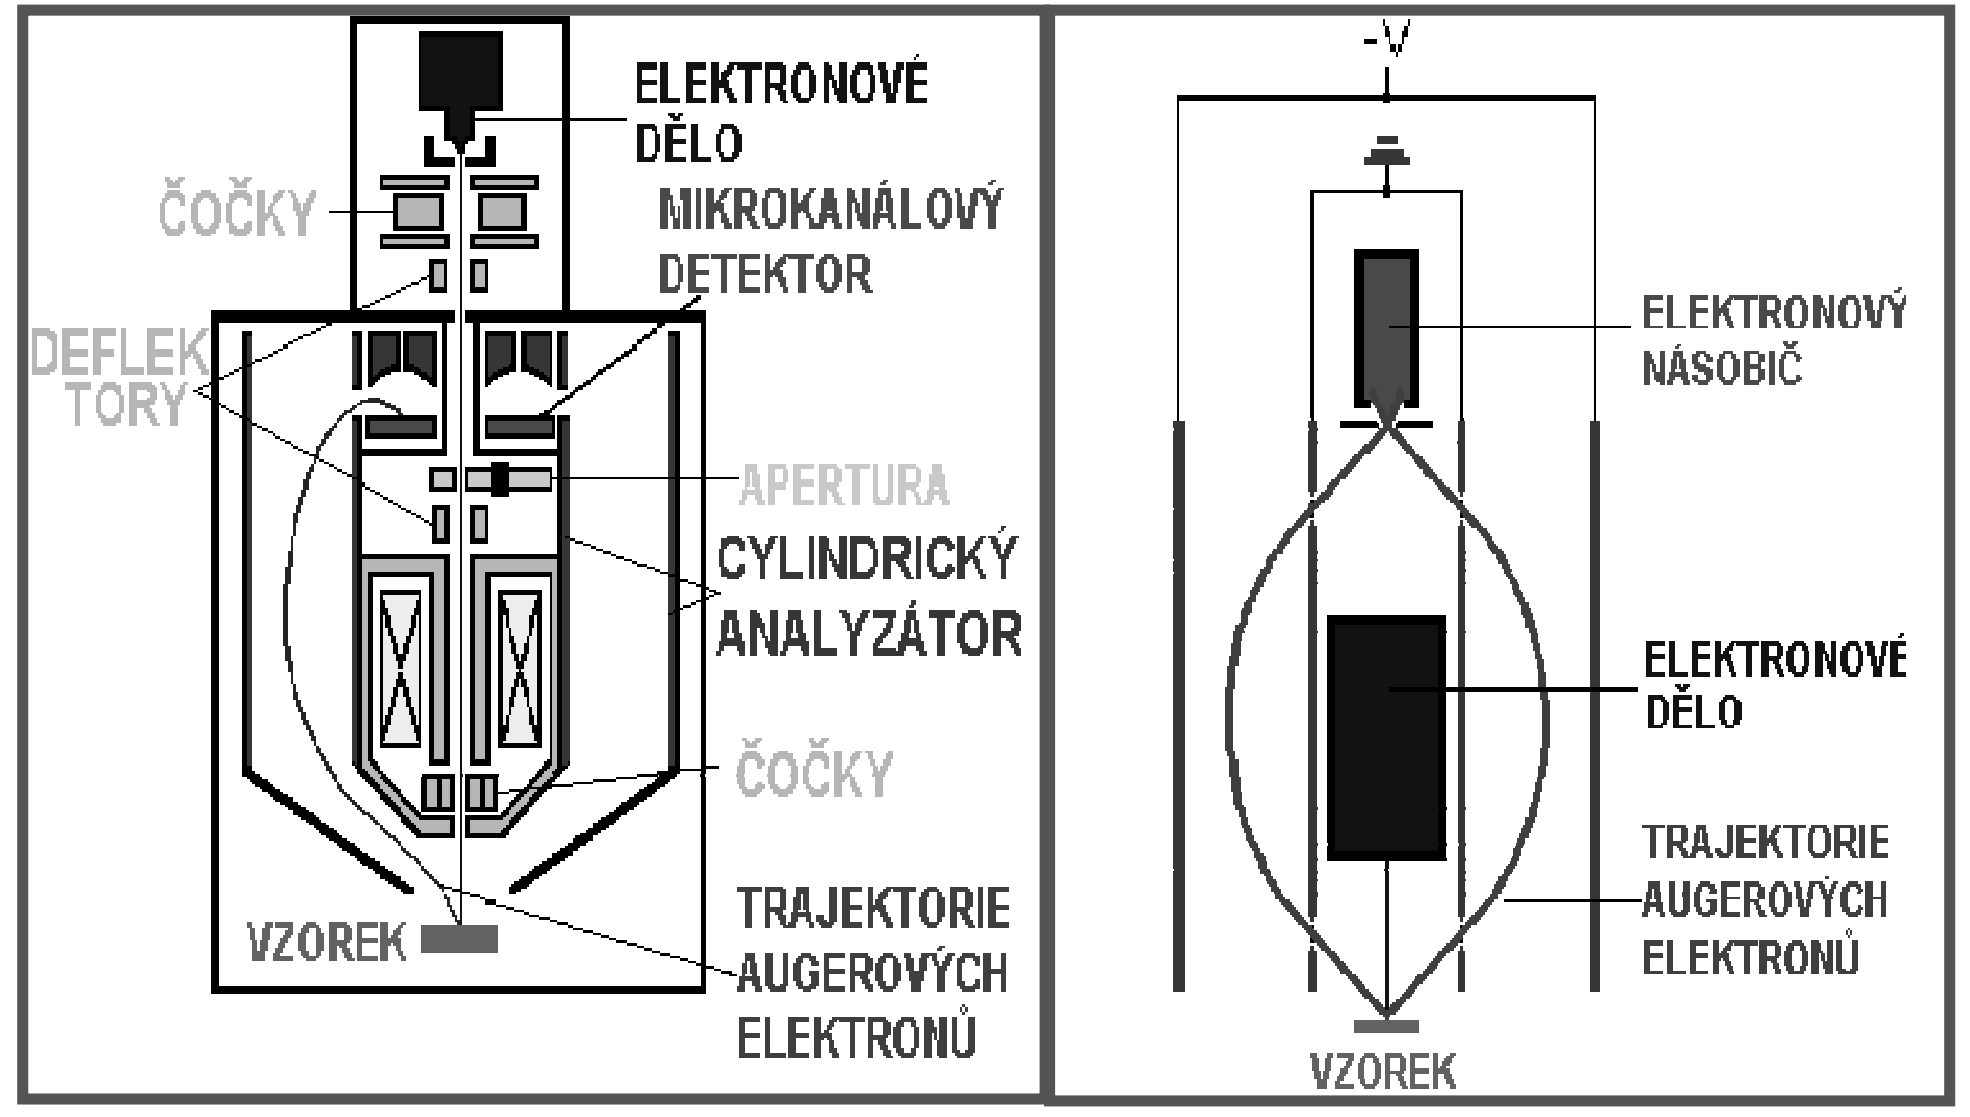 ELEKTRONOVÉ
DĚLO
ČOČKY
MIKROKANÁLOVÝ
DETEKTOR
DEFLEK
TORY
APERTURA
CYLINDRICKÝ
ANALYZÁTOR
ČOČKY
TRAJEKTORIE
AUGEROVÝCH
ELEKTRONŮ
VZOREK
-V
ELEKTRONOVÝ
NÁSOBIČ
ELEKTRONOVÉ
DĚLO
TRAJEKTORIE
AUGEROVÝCH
ELEKTRONŮ
VZOREK